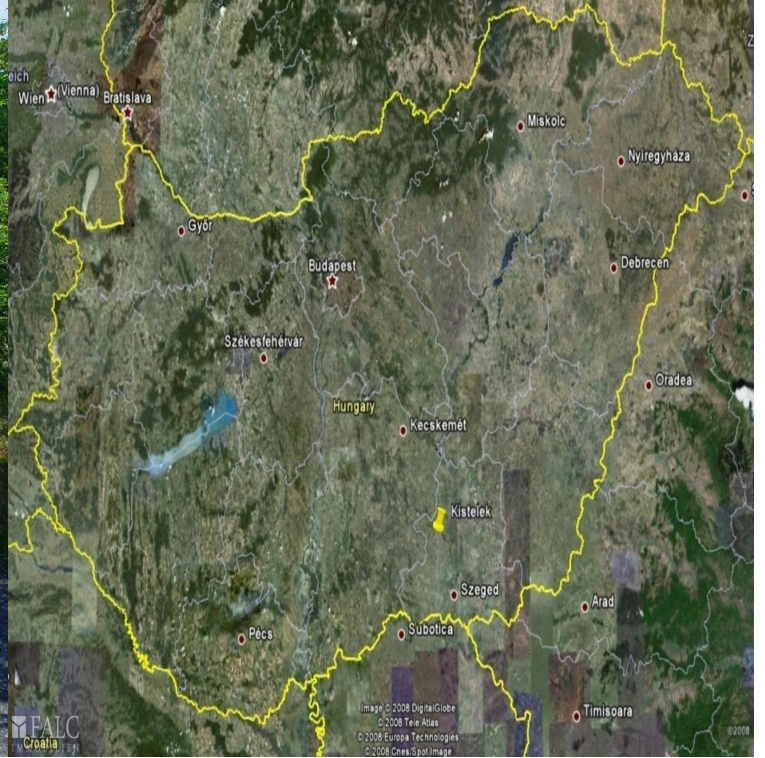 Z
eich
Wien (Vienna)
Bratislava
Miskolc
Nyíregyháza
S
Győr
Debrecen
Budapest
Székesfehérvár
Oradea
Hungary
Kecskemét
Kistelek
Szeged
Arad
Pécs
Subotica
Timisoara
Image © 2008 DigitalGlobe
© 2008 Tele Atlas
© 2008 Europa Technologies
© 2008 Cnes/Spot Image
©2008
FALC
Croatia